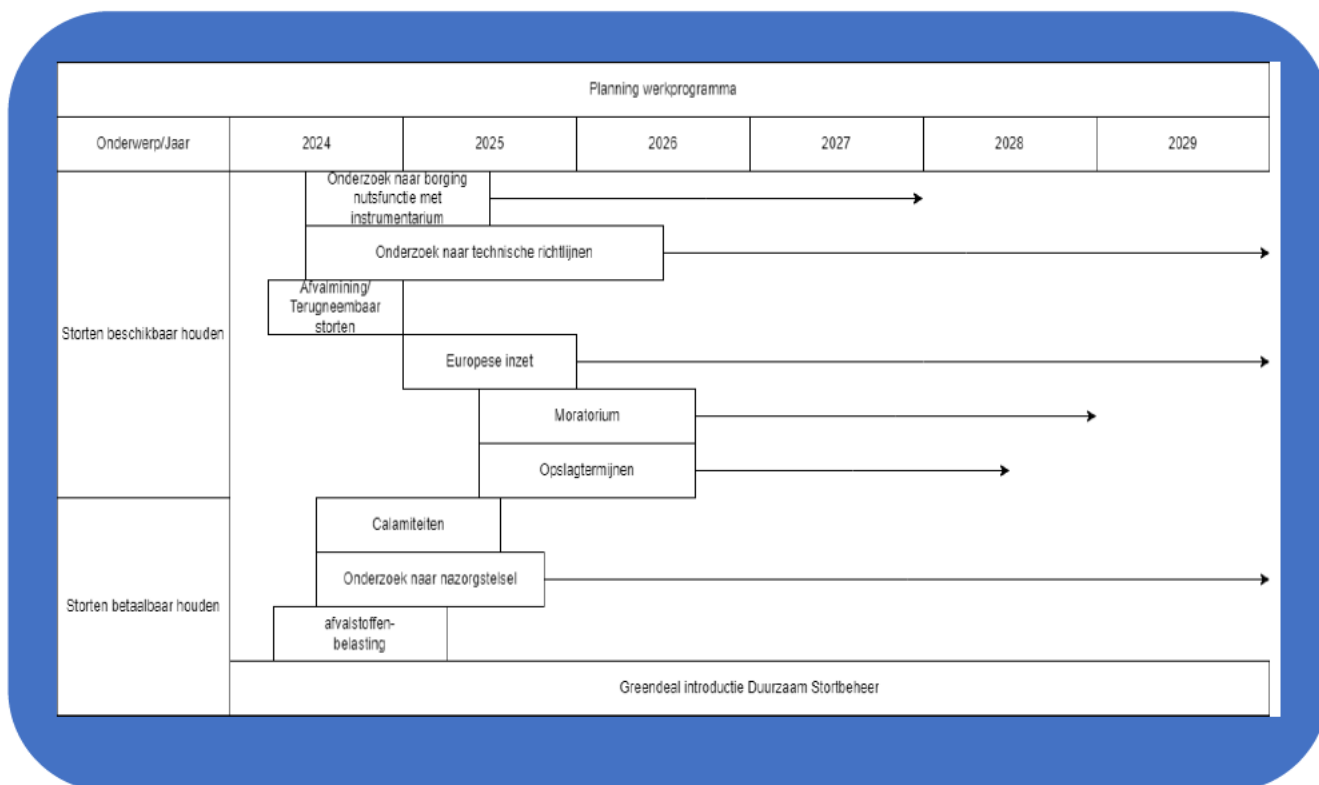 Planning werkprogramma
Onderwerp/Jaar
2024
2025
2026
2027
2028
2029
Storten beschikbaar houden
Onderzoek naar borging
nutsfunctie met
instrumentarium
Onderzoek naar technische richtlijnen
Afvalmining/
Terugneembaar
storten
Europese inzet
Moratorium
Opslagtermijnen
Storten betaalbaar houden
Calamiteiten
Onderzoek naar nazorgstelsel
afvalstoffen-
belasting
Greendeal introductie Duurzaam Stortbeheer